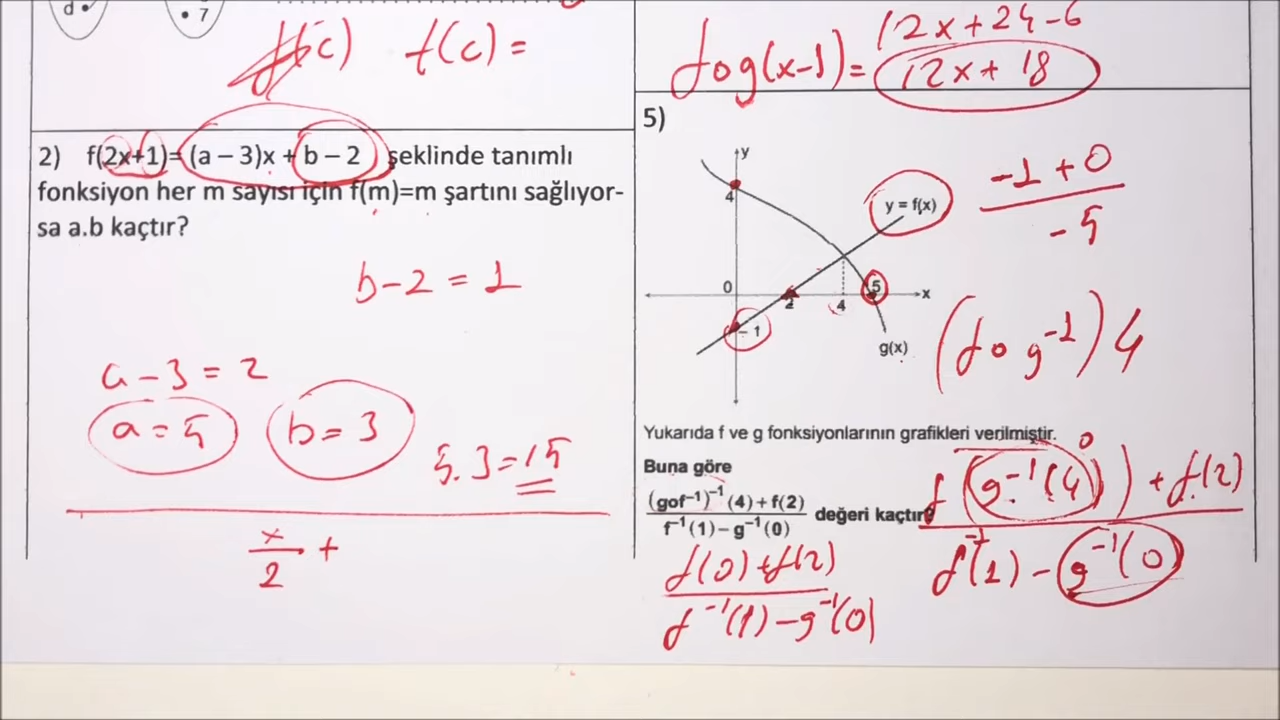 d
7
f(c) f(c) =
2) f(2x+1)= (a – 3)x + b – 2 şeklinde tanımlı
fonksiyon her m sayısı için f(m)=m şartını sağlıyor-
sa a.b kaçtır?
b-2 = 1
a-3 = 2
a = 5 b = 3
5.3=15
x/2 +
12x+24-6
fog(x-1) = 12x+18
5)
y
4
y = f(x)
0
2
4
5
x
– 1
g(x)
-1+0
-5
(fog⁻¹)4
Yukarıda f ve g fonksiyonlarının grafikleri verilmiştir.
Buna göre
(gof⁻¹)⁻¹ (4) + f(2)
f⁻¹(1) – g⁻¹(0)
değeri kaçtır?
0
f(g⁻¹(4)) + f(2)
f⁻¹(1) - g⁻¹(0)
f(0)+f(2)
f⁻¹(1)-g⁻¹(0)